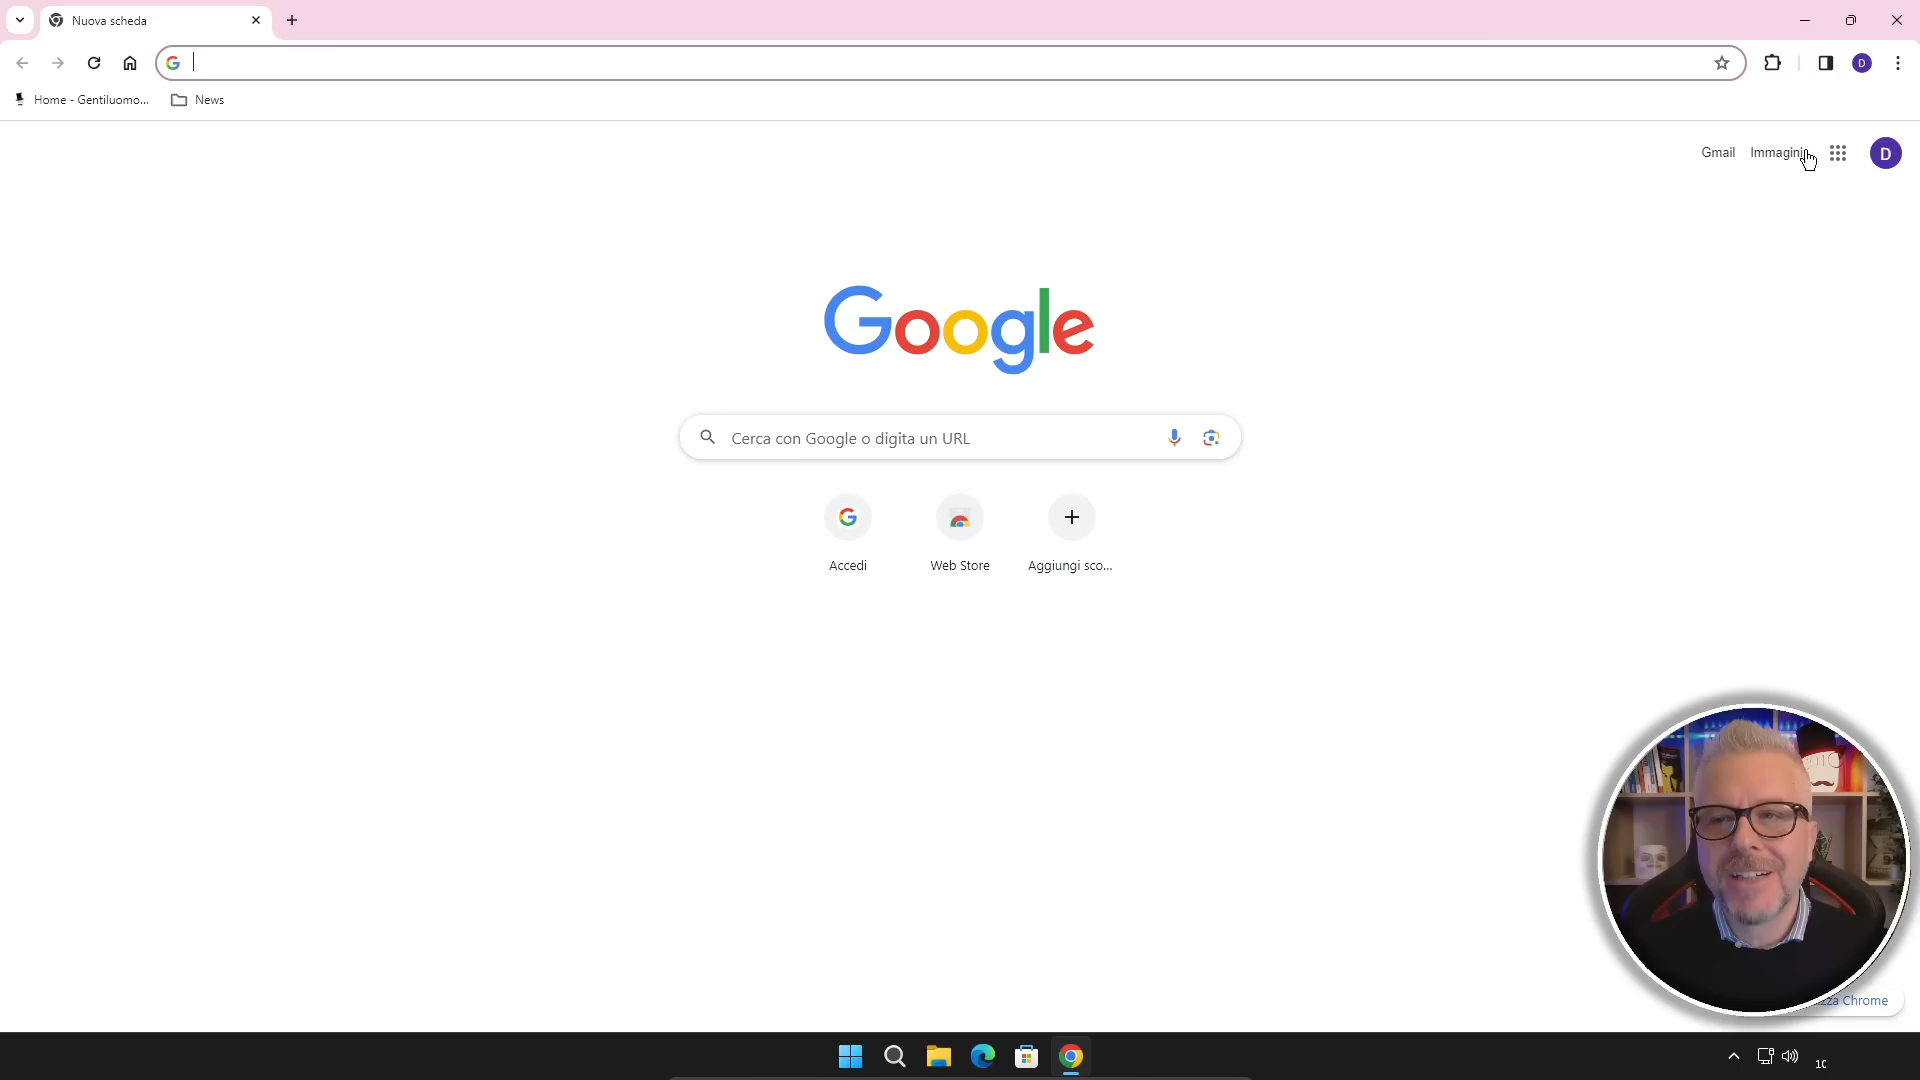 Nuova scheda
Home - Gentiluomo...
News
Gmail
Immagini
D
D
Google
Cerca con Google o digita un URL
Accedi
Web Store
Aggiungi sco...
Chrome